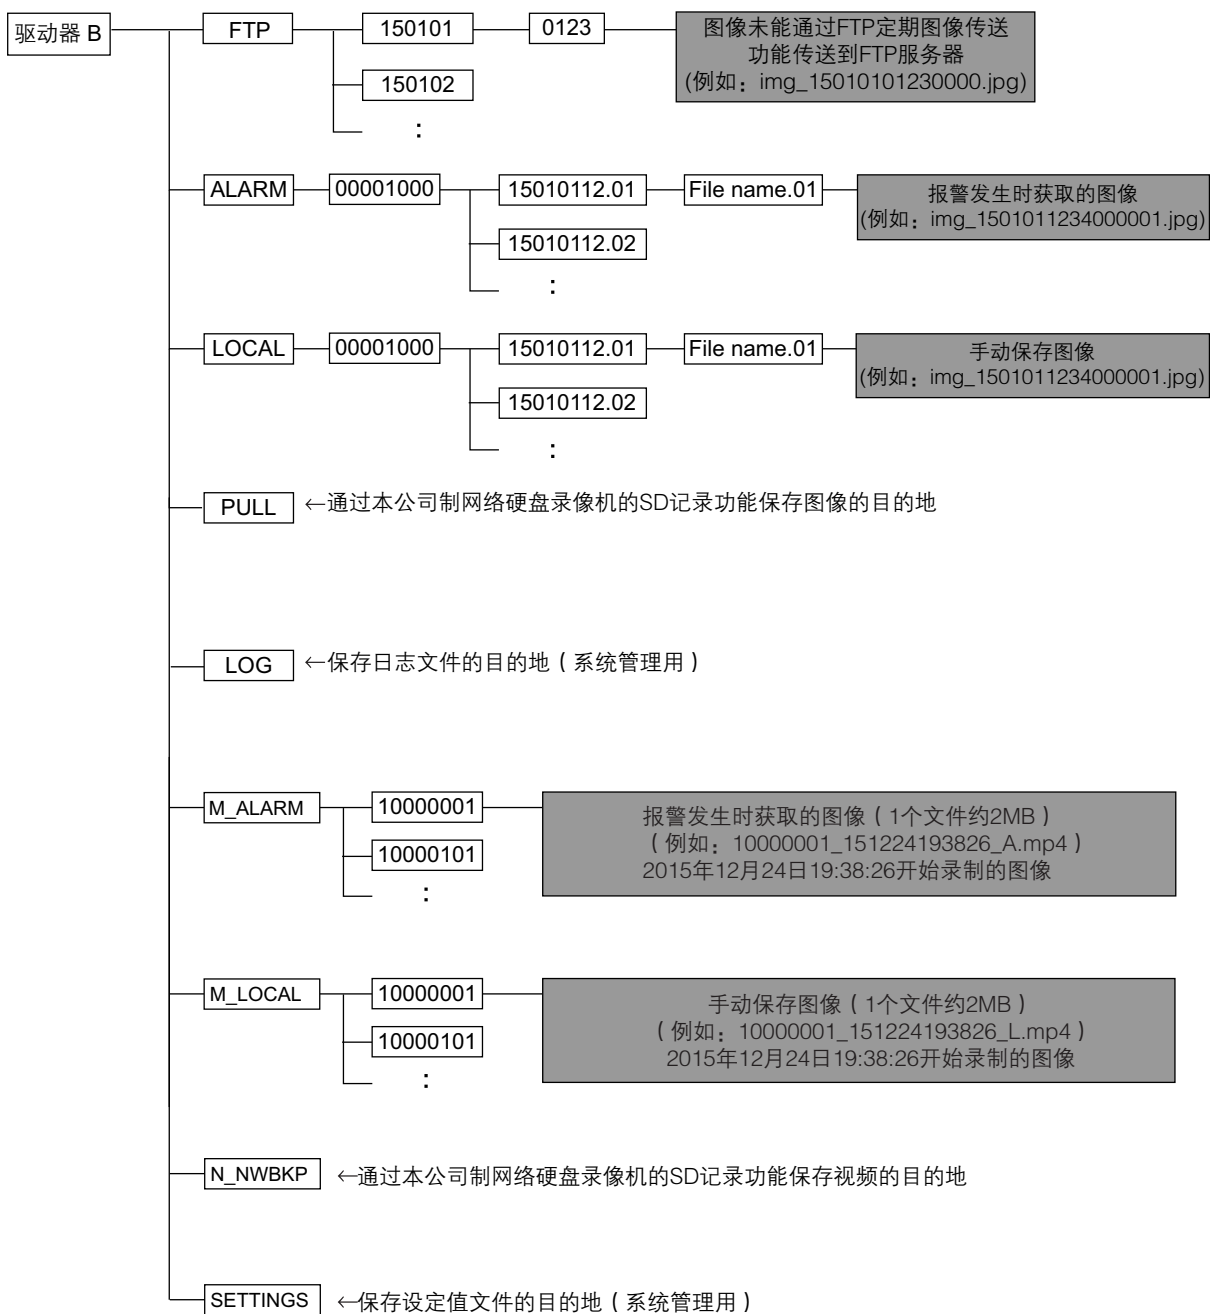 驱动器 B
FTP
150101
0123
图像未能通过FTP定期图像传送
功能传送到FTP服务器
(例如：img_15010101230000.jpg)
150102
:
ALARM
00001000
15010112.01
File name.01
报警发生时获取的图像
(例如：img_1501011234000001.jpg)
15010112.02
:
LOCAL
00001000
15010112.01
File name.01
手动保存图像
(例如：img_1501011234000001.jpg)
15010112.02
:
PULL ←通过本公司制网络硬盘录像机的SD记录功能保存图像的目的地
LOG ←保存日志文件的目的地（系统管理用）
M_ALARM
10000001
报警发生时获取的图像（1个文件约2MB）
（例如：10000001_151224193826_A.mp4）
2015年12月24日19:38:26开始录制的图像
10000101
:
M_LOCAL
10000001
手动保存图像（1个文件约2MB）
（例如：10000001_151224193826_L.mp4）
2015年12月24日19:38:26开始录制的图像
10000101
:
N_NWBKP ←通过本公司制网络硬盘录像机的SD记录功能保存视频的目的地
SETTINGS ←保存设定值文件的目的地（系统管理用）